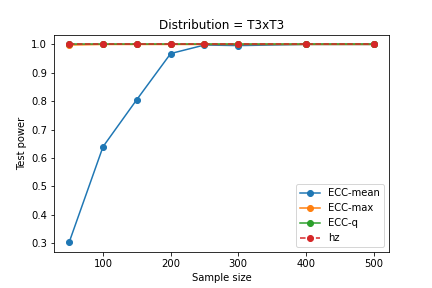 Distribution = T3xT3
1.0
0.9
0.8
0.7
0.6
0.5
0.4
0.3
Test power
100
200
300
400
500
Sample size
ECC-mean
ECC-max
ECC-q
hz